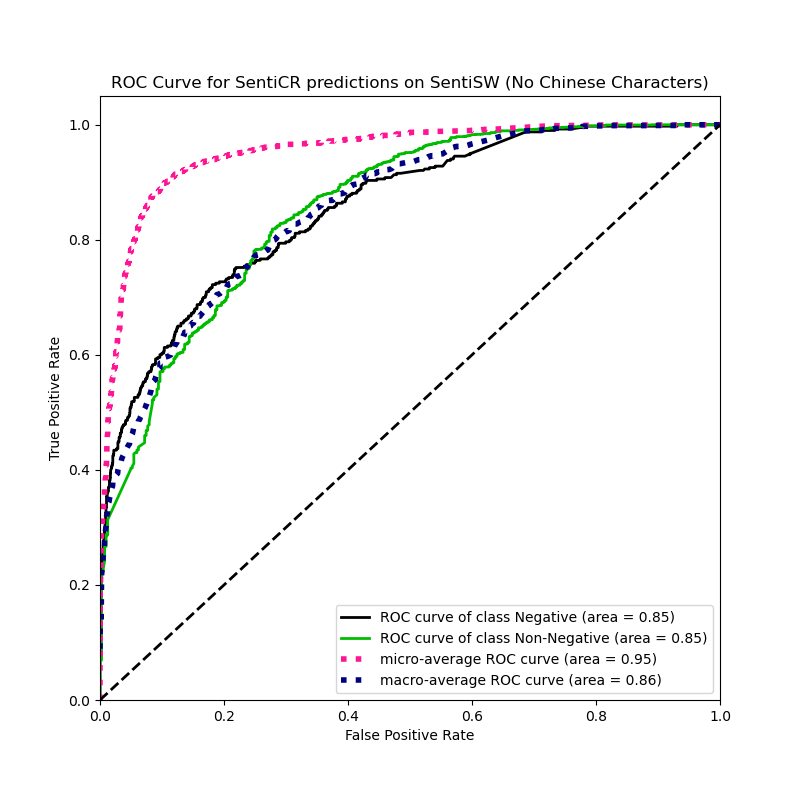 ROC Curve for SentiCR predictions on SentiSW (No Chinese Characters)
1.0
0.8
0.6
0.4
0.2
0.0
True Positive Rate
ROC curve of class Negative (area = 0.85)
ROC curve of class Non-Negative (area = 0.85)
micro-average ROC curve (area = 0.95)
macro-average ROC curve (area = 0.86)
0.0 0.2 0.4 0.6 0.8 1.0
False Positive Rate